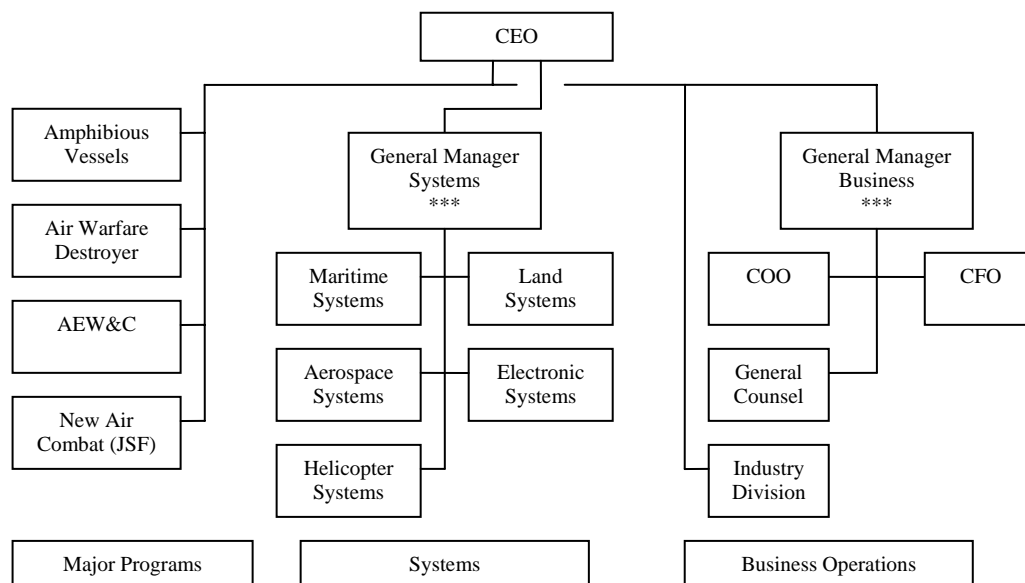 CEO
Amphibious
Vessels
General Manager
Systems
***
General Manager
Business
***
Air Warfare
Destroyer
Maritime
Systems
Land
Systems
COO
CFO
AEW&C
Aerospace
Systems
Electronic
Systems
General
Counsel
New Air
Combat (JSF)
Helicopter
Systems
Industry
Division
Major Programs
Systems
Business Operations